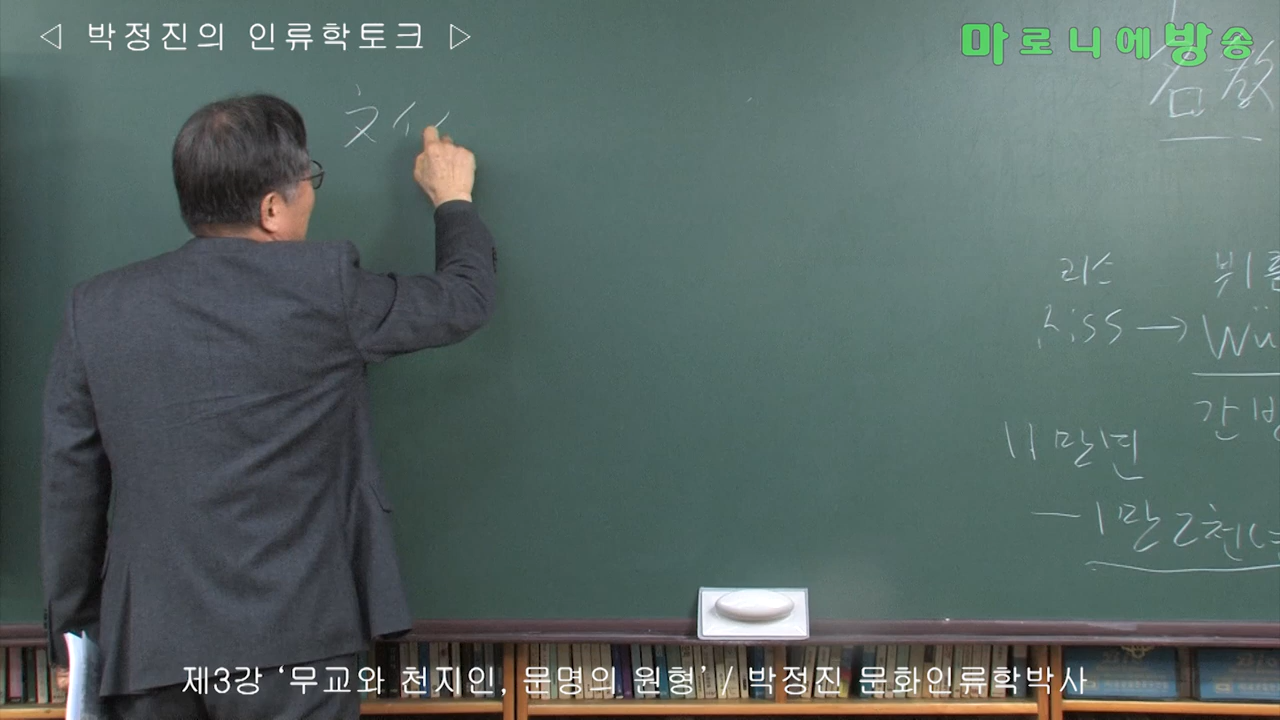 ◁ 박정진의 인류학토크 ▷
마로니에방송
文化
리스
kiss → Wü
간방
11만년
－1만2천년
제3강 ‘무교와 천지인, 문명의 원형’ / 박정진 문화인류학박사